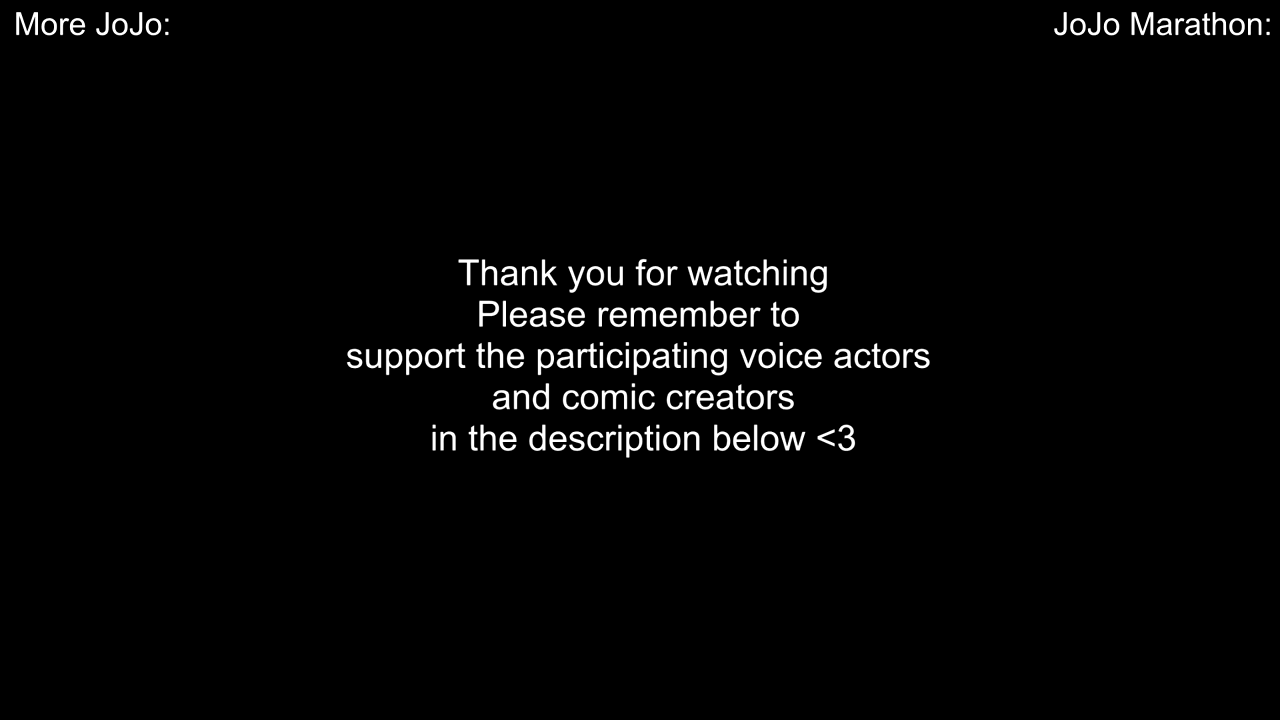 More JoJo:
JoJo Marathon:
Thank you for watching
Please remember to
support the participating voice actors
and comic creators
in the description below <3